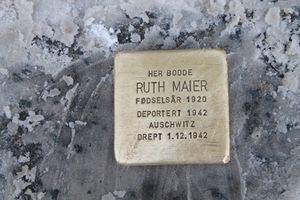 HER BODDE
RUTH MAIER
FØDSELSÅR 1920
DEPORTERT 1942
AUSCHWITZ
DREPT 1.12.1942